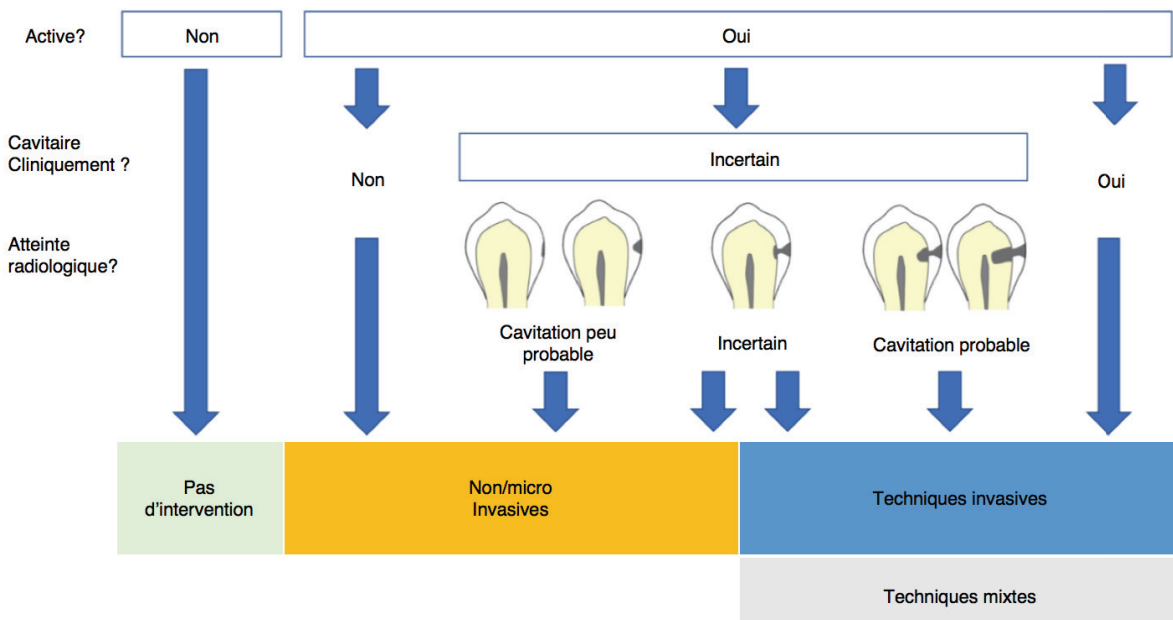 Active?
Non
Oui
Cavitaire
Cliniquement ?
Non
Incertain
Oui
Atteinte
radiologique?
Cavitation peu
probable
Incertain
Cavitation probable
Pas
d'intervention
Non/micro
Invasives
Techniques invasives
Techniques mixtes